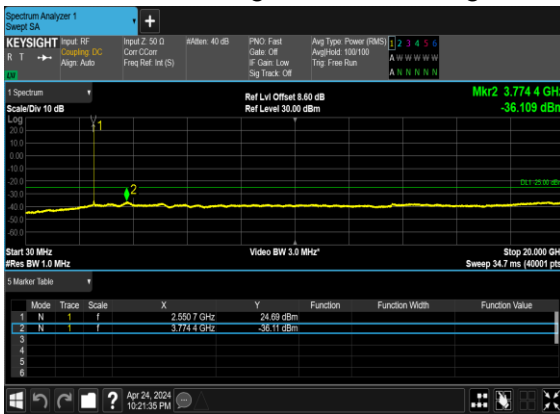 Spectrum Analyzer 1
Swept SA
KEYSIGHT Input: RF Input Z: 50 Ω #Atten: 40 dB PNO: Fast Avg Type: Power (RMS) 1 2 3 4 5 6
R T Coupling: DC Corr CCorr Gate: Off Avg|Hold: 100/100 A W W W W W
Align: Auto Freq Ref: Int (S) IF Gain: Low Trig: Free Run
Sig Track: Off A N N N N N
1 Spectrum
Ref Lvl Offset 8.60 dB Mkr2 3.774 4 GHz
Scale/Div 10 dB Ref Level 30.00 dBm -36.109 dBm
Log
20.0
1
10.0
0.00
-10.0
-20.0
DL1 -25.00 dBm
-30.0
2
-40.0
-50.0
-60.0
Start 30 MHz Video BW 3.0 MHz* Stop 20.000 GH
#Res BW 1.0 MHz Sweep 34.7 ms (40001 pts
5 Marker Table
Mode Trace Scale X Y Function Function Width Function Value
1 N 1 f 2.550 7 GHz 24.69 dBm
2 N 1 f 3.774 4 GHz -36.11 dBm
3
4
5
6
? Apr 24, 2024
10:21:35 PM